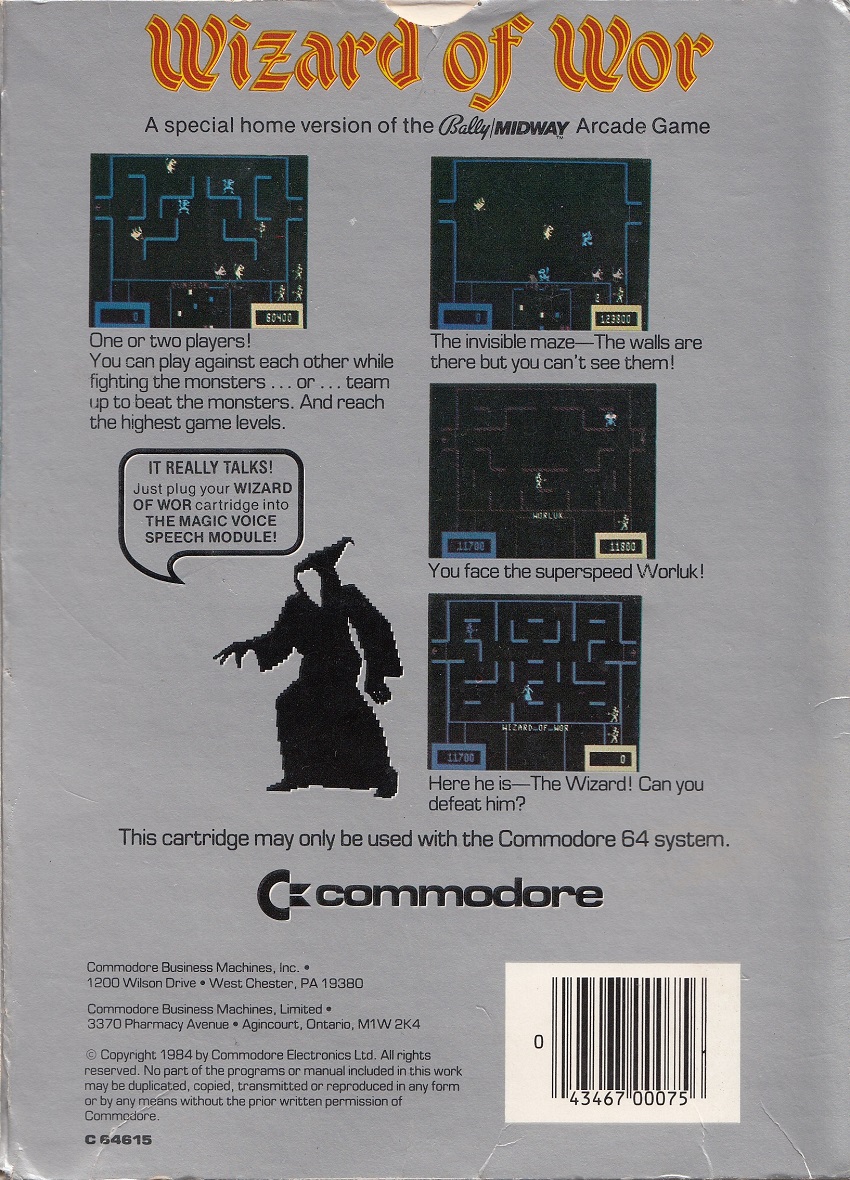 Wizard of Wor
A special home version of the Bally/MIDWAY™ Arcade Game
DUNGEON
0
60400
One or two players!
You can play against each other while
fighting the monsters ... or ... team
up to beat the monsters. And reach
the highest game levels.
2
0
123800
The invisible maze—The walls are
there but you can't see them!
WORLUK
11700
11800
You face the superspeed Worluk!
IT REALLY TALKS!
Just plug your WIZARD
OF WOR cartridge into
THE MAGIC VOICE
SPEECH MODULE!
WIZARD OF WOR
11700
0
Here he is—The Wizard! Can you
defeat him?
This cartridge may only be used with the Commodore 64 system.
commodore
Commodore Business Machines, Inc. •
1200 Wilson Drive • West Chester, PA 19380
Commodore Business Machines, Limited •
3370 Pharmacy Avenue • Agincourt, Ontario, M1W 2K4
© Copyright 1984 by Commodore Electronics Ltd. All rights
reserved. No part of the programs or manual included in this work
may be duplicated, copied, transmitted or reproduced in any form
or by any means without the prior written permission of
Commodore.
C 64615
0 43467 00075